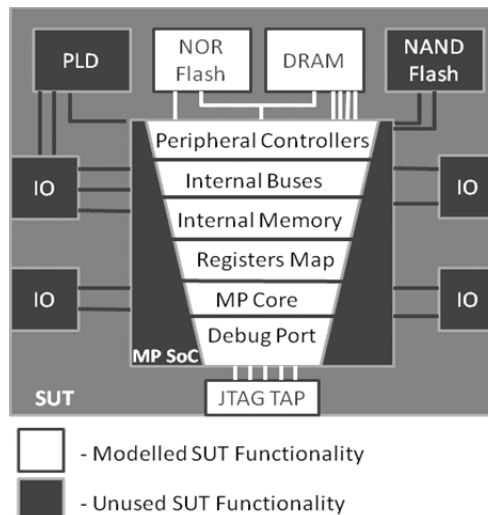 PLD
NOR
Flash
DRAM
NAND
Flash
Peripheral Controllers
IO
Internal Buses
IO
Internal Memory
Registers Map
IO
MP Core
IO
Debug Port
MP SoC
SUT
JTAG TAP
- Modelled SUT Functionality
- Unused SUT Functionality